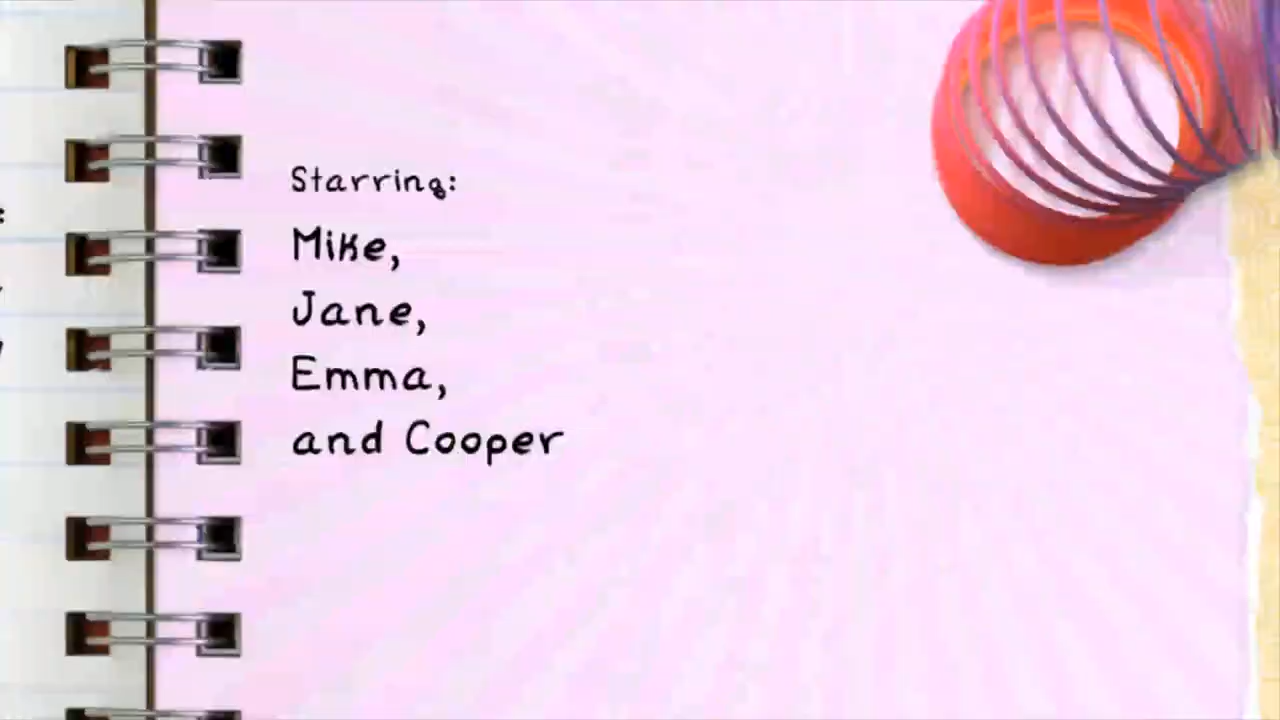 Starring:
Mike,
Jane,
Emma,
and Cooper